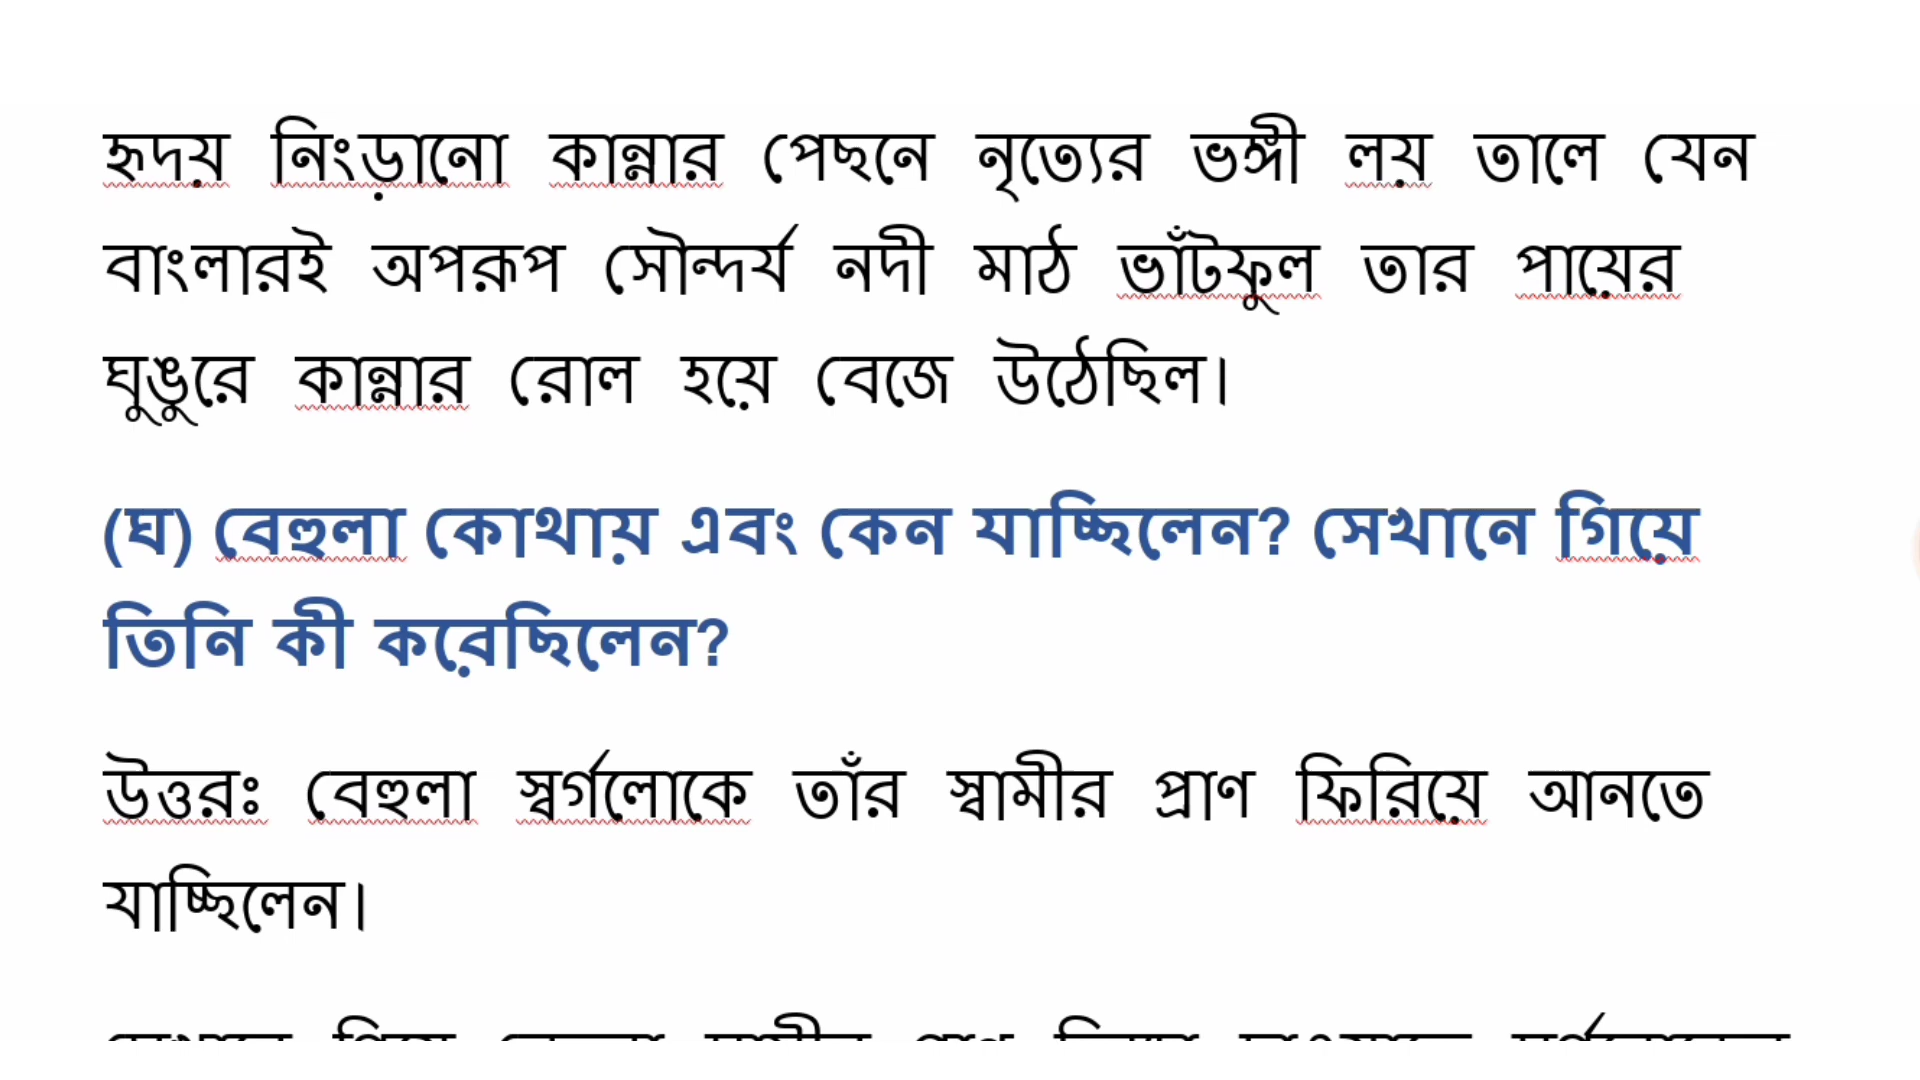 হৃদয় নিংড়ানো কান্নার পেছনে নৃত্যের ভঙ্গী লয় তালে যেন
বাংলারই অপরূপ সৌন্দর্য নদী মাঠ ভাঁটফুল তার পায়ের
ঘুঙুরে কান্নার রোল হয়ে বেজে উঠেছিল।
(ঘ) বেহুলা কোথায় এবং কেন যাচ্ছিলেন? সেখানে গিয়ে
তিনি কী করেছিলেন?
উত্তরঃ বেহুলা স্বর্গলোকে তাঁর স্বামীর প্রাণ ফিরিয়ে আনতে
যাচ্ছিলেন।